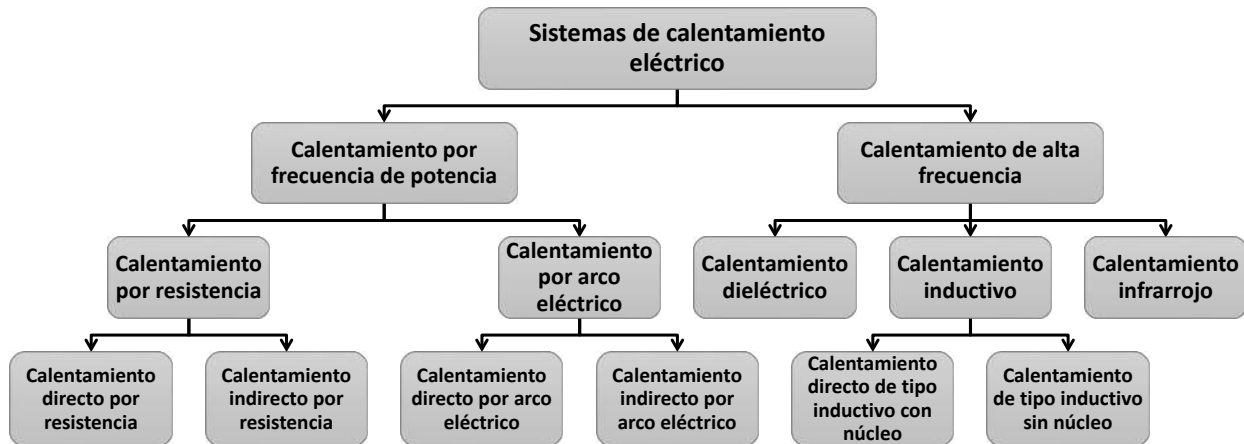 Sistemas de calentamiento
eléctrico
Calentamiento por
frecuencia de potencia
Calentamiento de alta
frecuencia
Calentamiento
por resistencia
Calentamiento
por arco
eléctrico
Calentamiento
dieléctrico
Calentamiento
inductivo
Calentamiento
infrarrojo
Calentamiento
directo por
resistencia
Calentamiento
indirecto por
resistencia
Calentamiento
directo por arco
eléctrico
Calentamiento
indirecto por
arco eléctrico
Calentamiento
directo de tipo
inductivo con
núcleo
Calentamiento
de tipo inductivo
sin núcleo